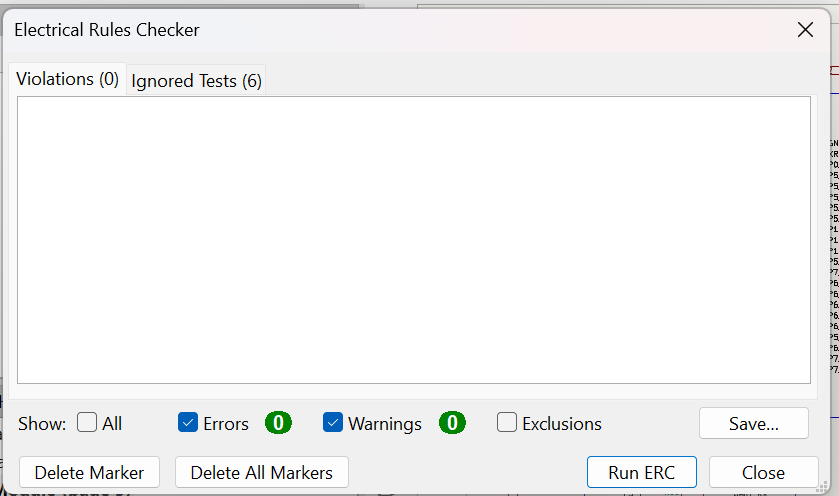 Electrical Rules Checker
Violations (0) Ignored Tests (6)
Show: All Errors 0 Warnings 0 Exclusions Save...
Delete Marker Delete All Markers Run ERC Close